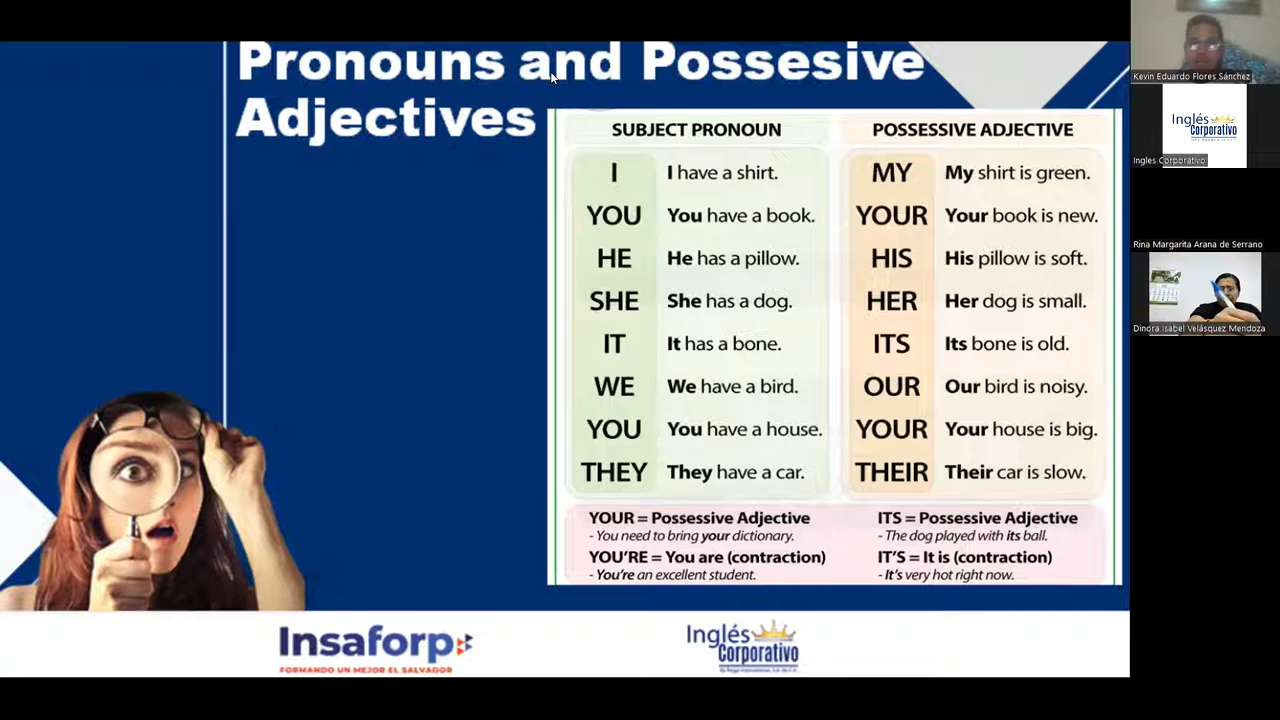 Pronouns and Possesive
Adjectives
SUBJECT PRONOUN
I I have a shirt.
YOU You have a book.
HE He has a pillow.
SHE She has a dog.
IT It has a bone.
WE We have a bird.
YOU You have a house.
THEY They have a car.
POSSESSIVE ADJECTIVE
MY My shirt is green.
YOUR Your book is new.
HIS His pillow is soft.
HER Her dog is small.
ITS Its bone is old.
OUR Our bird is noisy.
YOUR Your house is big.
THEIR Their car is slow.
YOUR = Possessive Adjective
- You need to bring your dictionary.
YOU'RE = You are (contraction)
- You're an excellent student.
ITS = Possessive Adjective
- The dog played with its ball.
IT'S = It is (contraction)
- It's very hot right now.
Insaforp
FORMANDO UN MEJOR EL SALVADOR
Inglés
Corporativo
Kevin Eduardo Flores Sánchez
Inglés
Corporativo
Ingles Corporativo
Rina Margarita Arana de Serrano
Dinora Isabel Velásquez Mendoza